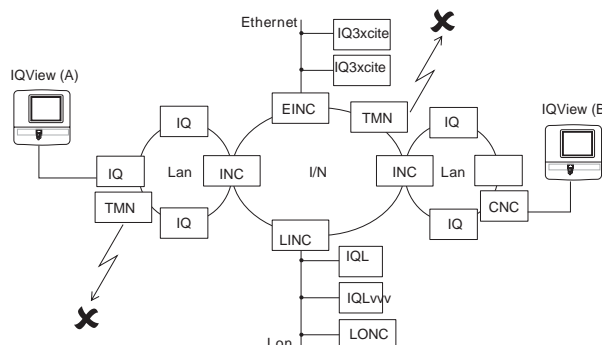 Ethernet
IQ3xcite
IQ3xcite
IQView (A)
IQView (B
EINC
TMN
IQ
IQ
IQ
Lan
INC
I/N
INC
Lan
TMN
IQ
LINC
IQ
CNC
IQL
IQLvvv
LONC
Lon